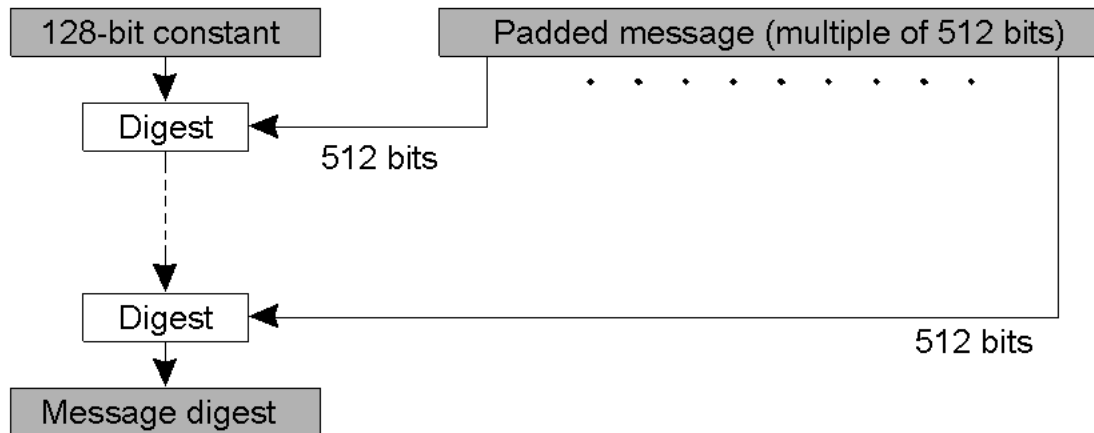 128-bit constant
Padded message (multiple of 512 bits)
Digest
512 bits
Digest
512 bits
Message digest